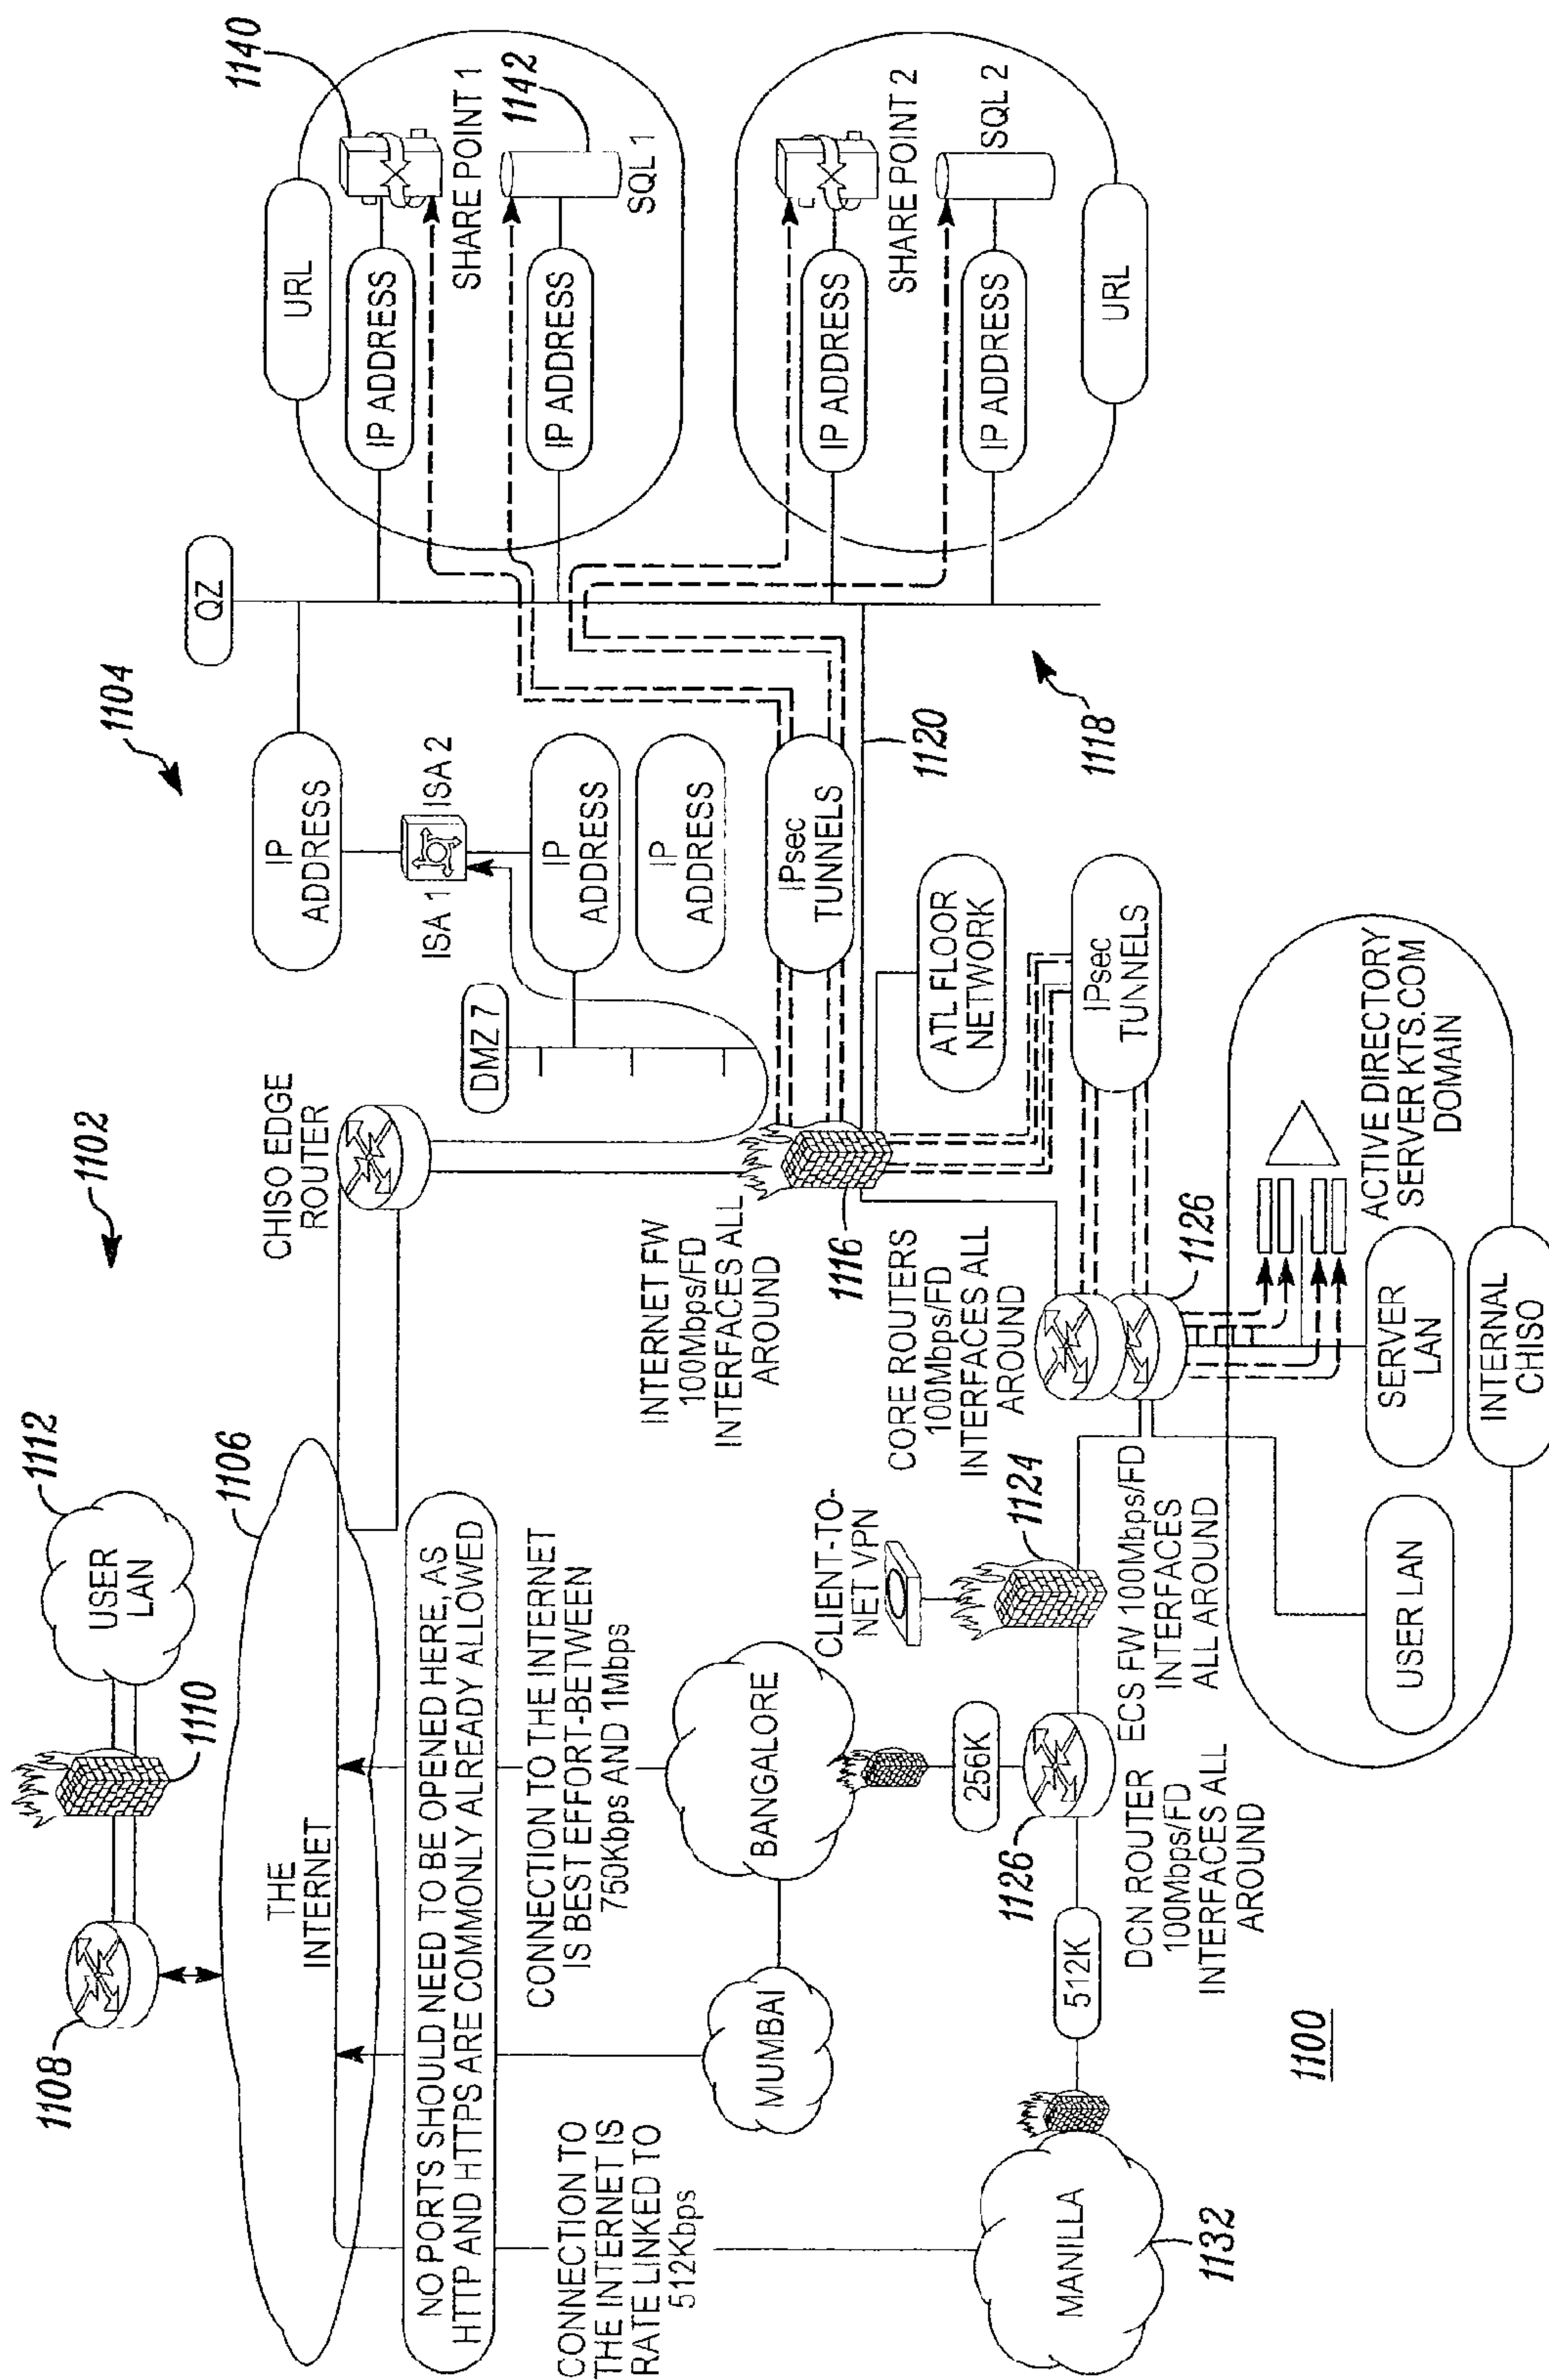 1102
1104
1108
1110
1112
USER
LAN
1106
THE
INTERNET
NO PORTS SHOULD NEED TO BE OPENED HERE, AS
HTTP AND HTTPS ARE COMMONLY ALREADY ALLOWED
CONNECTION TO
THE INTERNET IS
RATE LINKED TO
512Kbps
CONNECTION TO THE INTERNET
IS BEST EFFORT-BETWEEN
750Kbps AND 1Mbps
MUMBAI
BANGALORE
MANILLA
1132
512K
256K
1126
DCN ROUTER
100Mbps/FD
INTERFACES ALL
AROUND
CLIENT-TO-
NET VPN
1124
ECS FW 100Mbps/FD
INTERFACES
ALL AROUND
CHISO EDGE
ROUTER
INTERNET FW
100Mbps/FD
INTERFACES ALL
AROUND
1116
CORE ROUTERS
100Mbps/FD
INTERFACES ALL
AROUND
1126
USER LAN
SERVER
LAN
INTERNAL
CHISO
ACTIVE DIRECTORY
SERVER KTS.COM
DOMAIN
DMZ 7
IP
ADDRESS
ISA 1
ISA 2
IP
ADDRESS
IP
ADDRESS
IPsec
TUNNELS
ATL FLOOR
NETWORK
IPsec
TUNNELS
1120
1118
QZ
URL
IP ADDRESS
1140
SHARE POINT 1
IP ADDRESS
1142
SQL 1
IP ADDRESS
SHARE POINT 2
IP ADDRESS
SQL 2
URL
1100